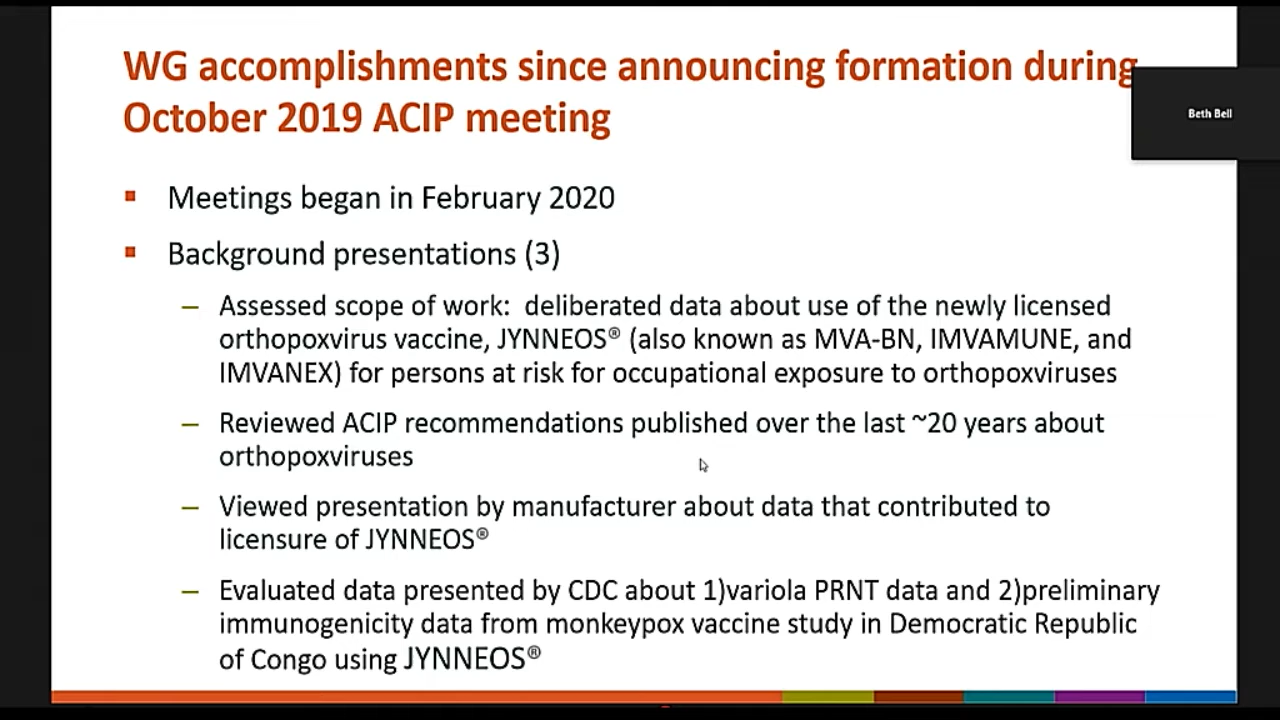 WG accomplishments since announcing formation during
October 2019 ACIP meeting
Beth Bell
▪ Meetings began in February 2020
▪ Background presentations (3)
– Assessed scope of work:  deliberated data about use of the newly licensed
orthopoxvirus vaccine, JYNNEOS® (also known as MVA-BN, IMVAMUNE, and
IMVANEX) for persons at risk for occupational exposure to orthopoxviruses
– Reviewed ACIP recommendations published over the last ~20 years about
orthopoxviruses
– Viewed presentation by manufacturer about data that contributed to
licensure of JYNNEOS®
– Evaluated data presented by CDC about 1)variola PRNT data and 2)preliminary
immunogenicity data from monkeypox vaccine study in Democratic Republic
of Congo using JYNNEOS®